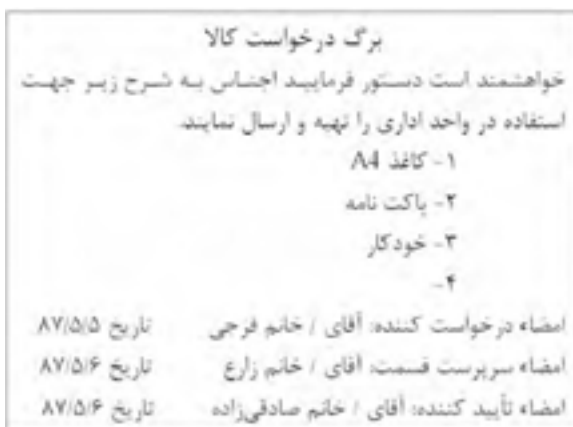 برگ درخواست کالا
خواهشمند است دستور فرمایید اجناس به شرح زیر جهت
استفاده در واحد اداری را تهیه و ارسال نمایند.
۱- کاغذ A4
۲- پاکت نامه
۳- خودکار
۴-
امضاء درخواست کننده: آقای / خانم فرجی تاریخ ۸۷/۵/۵
امضاء سرپرست قسمت: آقای / خانم زارع تاریخ ۸۷/۵/۶
امضاء تأیید کننده: آقای / خانم صادقی‌زاده تاریخ ۸۷/۵/۶